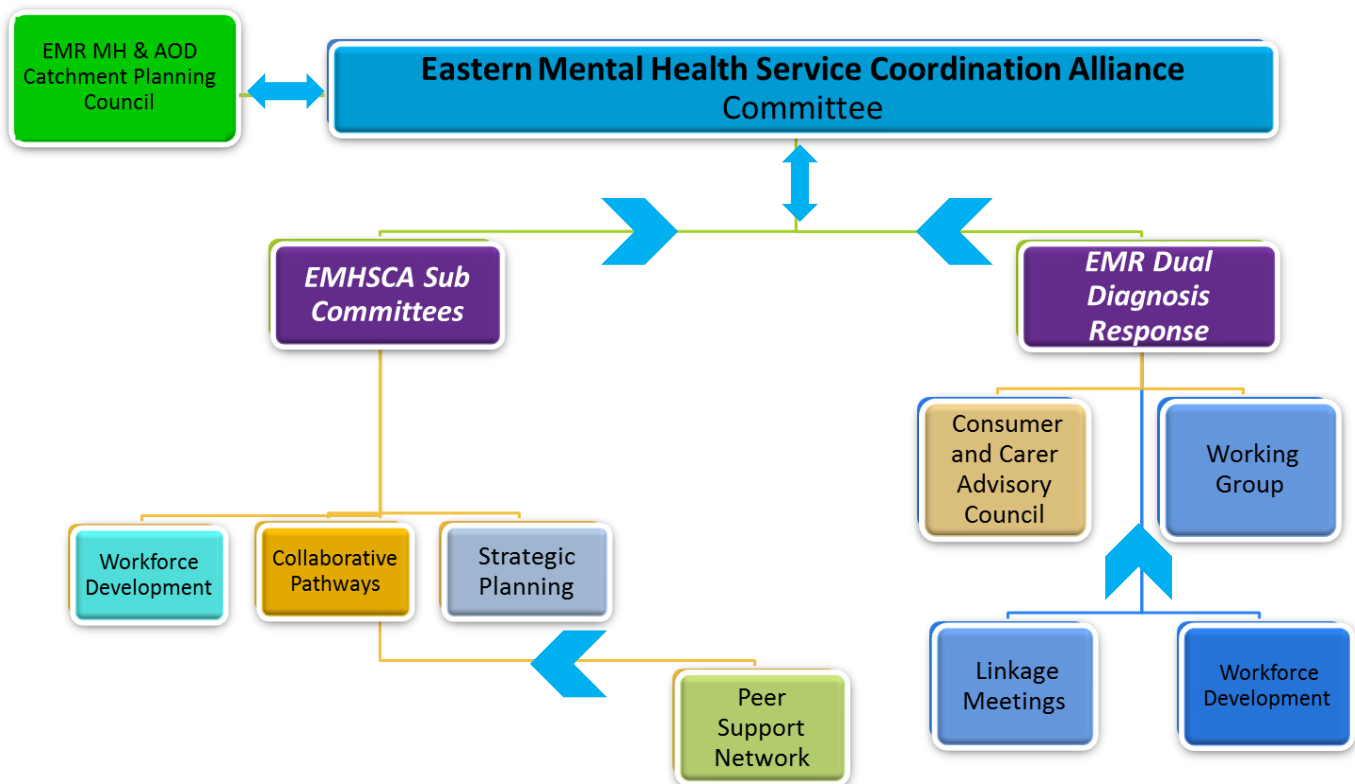 EMR MH & AOD
Catchment Planning
Council
Eastern Mental Health Service Coordination Alliance
Committee
EMHSCA Sub
Committees
EMR Dual
Diagnosis
Response
Consumer
and Carer
Advisory
Council
Working
Group
Workforce
Development
Collaborative
Pathways
Strategic
Planning
Linkage
Meetings
Workforce
Development
Peer
Support
Network